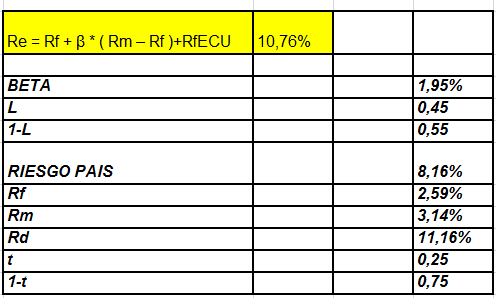 Re = Rf + β * ( Rm – Rf )+RfECU 10,76%
BETA 1,95%
L 0,45
1-L 0,55
RIESGO PAIS 8,16%
Rf 2,59%
Rm 3,14%
Rd 11,16%
t 0,25
1-t 0,75